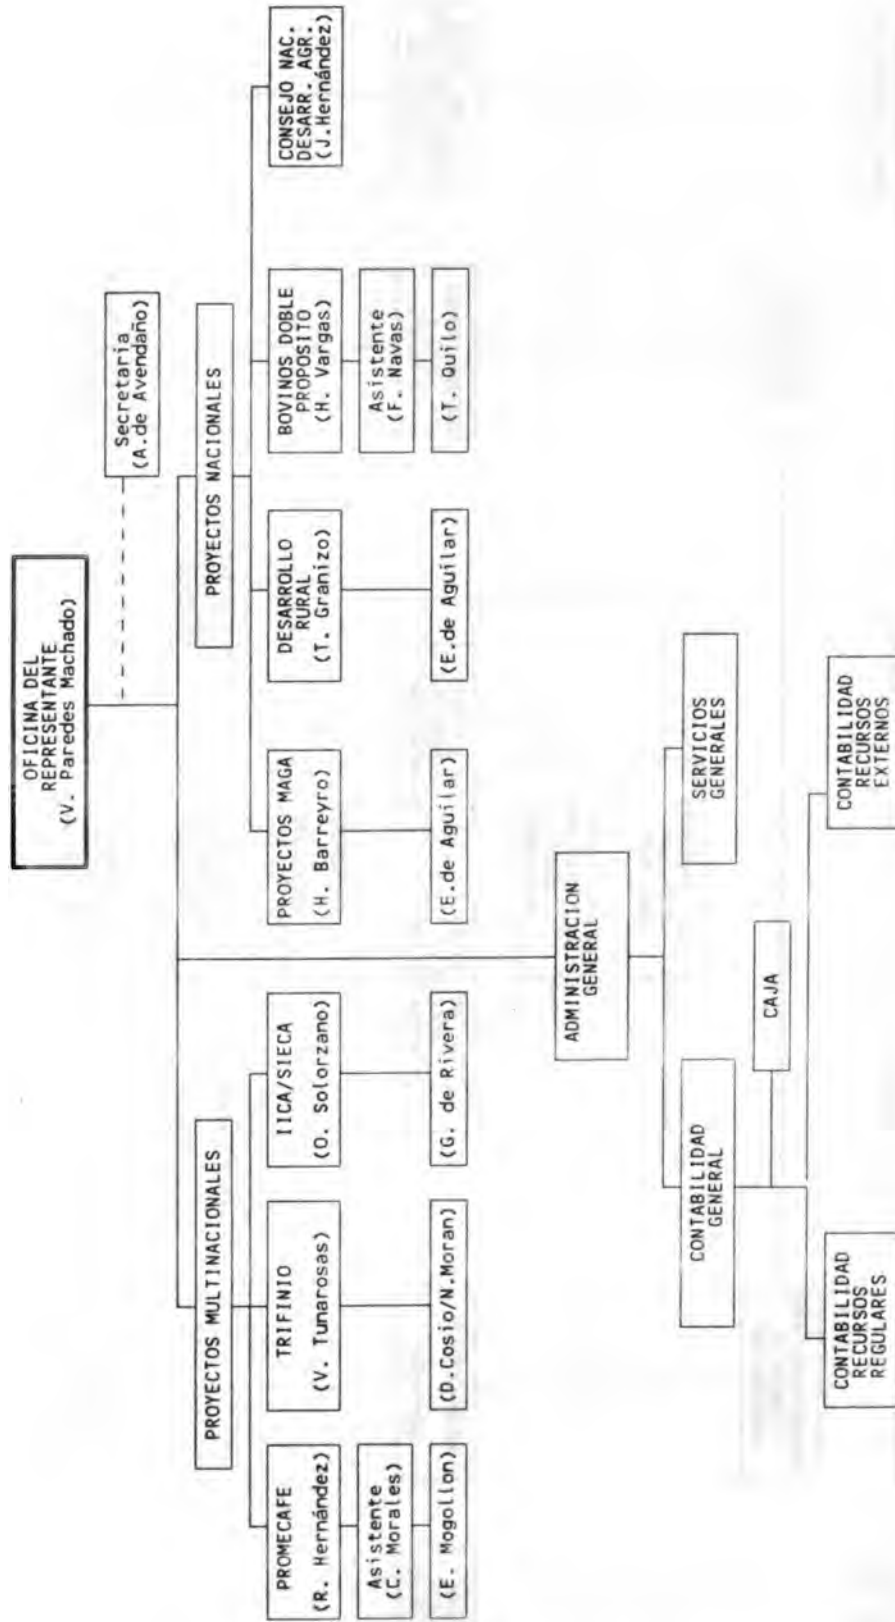 OFICINA DEL
REPRESENTANTE
(V. Paredes Machado)
Secretaria
(A.de Avendaño)
PROYECTOS MULTINACIONALES
PROYECTOS NACIONALES
PROMECAFE
(R. Hernández)
TRIFINIO
(V. Tunarosas)
IICA/SIECA
(O. Solorzano)
PROYECTOS MAGA
(H. Barreyro)
DESARROLLO
RURAL
(T. Granizo)
BOVINOS DOBLE
PROPOSITO
(H. Vargas)
CONSEJO NAC.
DESARR. AGR.
(J.Hernández)
Asistente
(C. Morales)
Asistente
(F. Navas)
(E. Mogollon)
(D.Cosio/N.Moran)
(G. de Rivera)
(E.de Aguilar)
(E.de Aguilar)
(T. Quilo)
ADMINISTRACION
GENERAL
CONTABILIDAD
GENERAL
SERVICIOS
GENERALES
CAJA
CONTABILIDAD
RECURSOS
REGULARES
CONTABILIDAD
RECURSOS
EXTERNOS